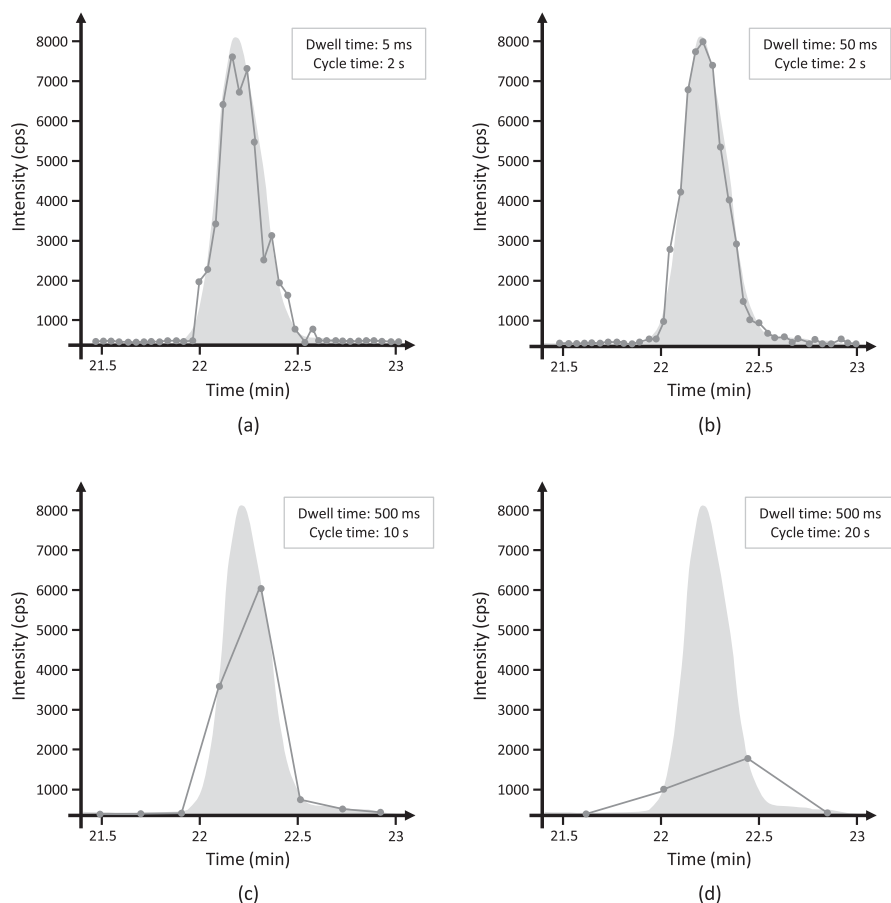 8000
7000
6000
5000
4000
3000
2000
1000
Intensity (cps)
Dwell time: 5 ms
Cycle time: 2 s
21.5
22
22.5
23
Time (min)
(a)
8000
7000
6000
5000
4000
3000
2000
1000
Intensity (cps)
Dwell time: 50 ms
Cycle time: 2 s
21.5
22
22.5
23
Time (min)
(b)
8000
7000
6000
5000
4000
3000
2000
1000
Intensity (cps)
Dwell time: 500 ms
Cycle time: 10 s
21.5
22
22.5
23
Time (min)
(c)
8000
7000
6000
5000
4000
3000
2000
1000
Intensity (cps)
Dwell time: 500 ms
Cycle time: 20 s
21.5
22
22.5
23
Time (min)
(d)